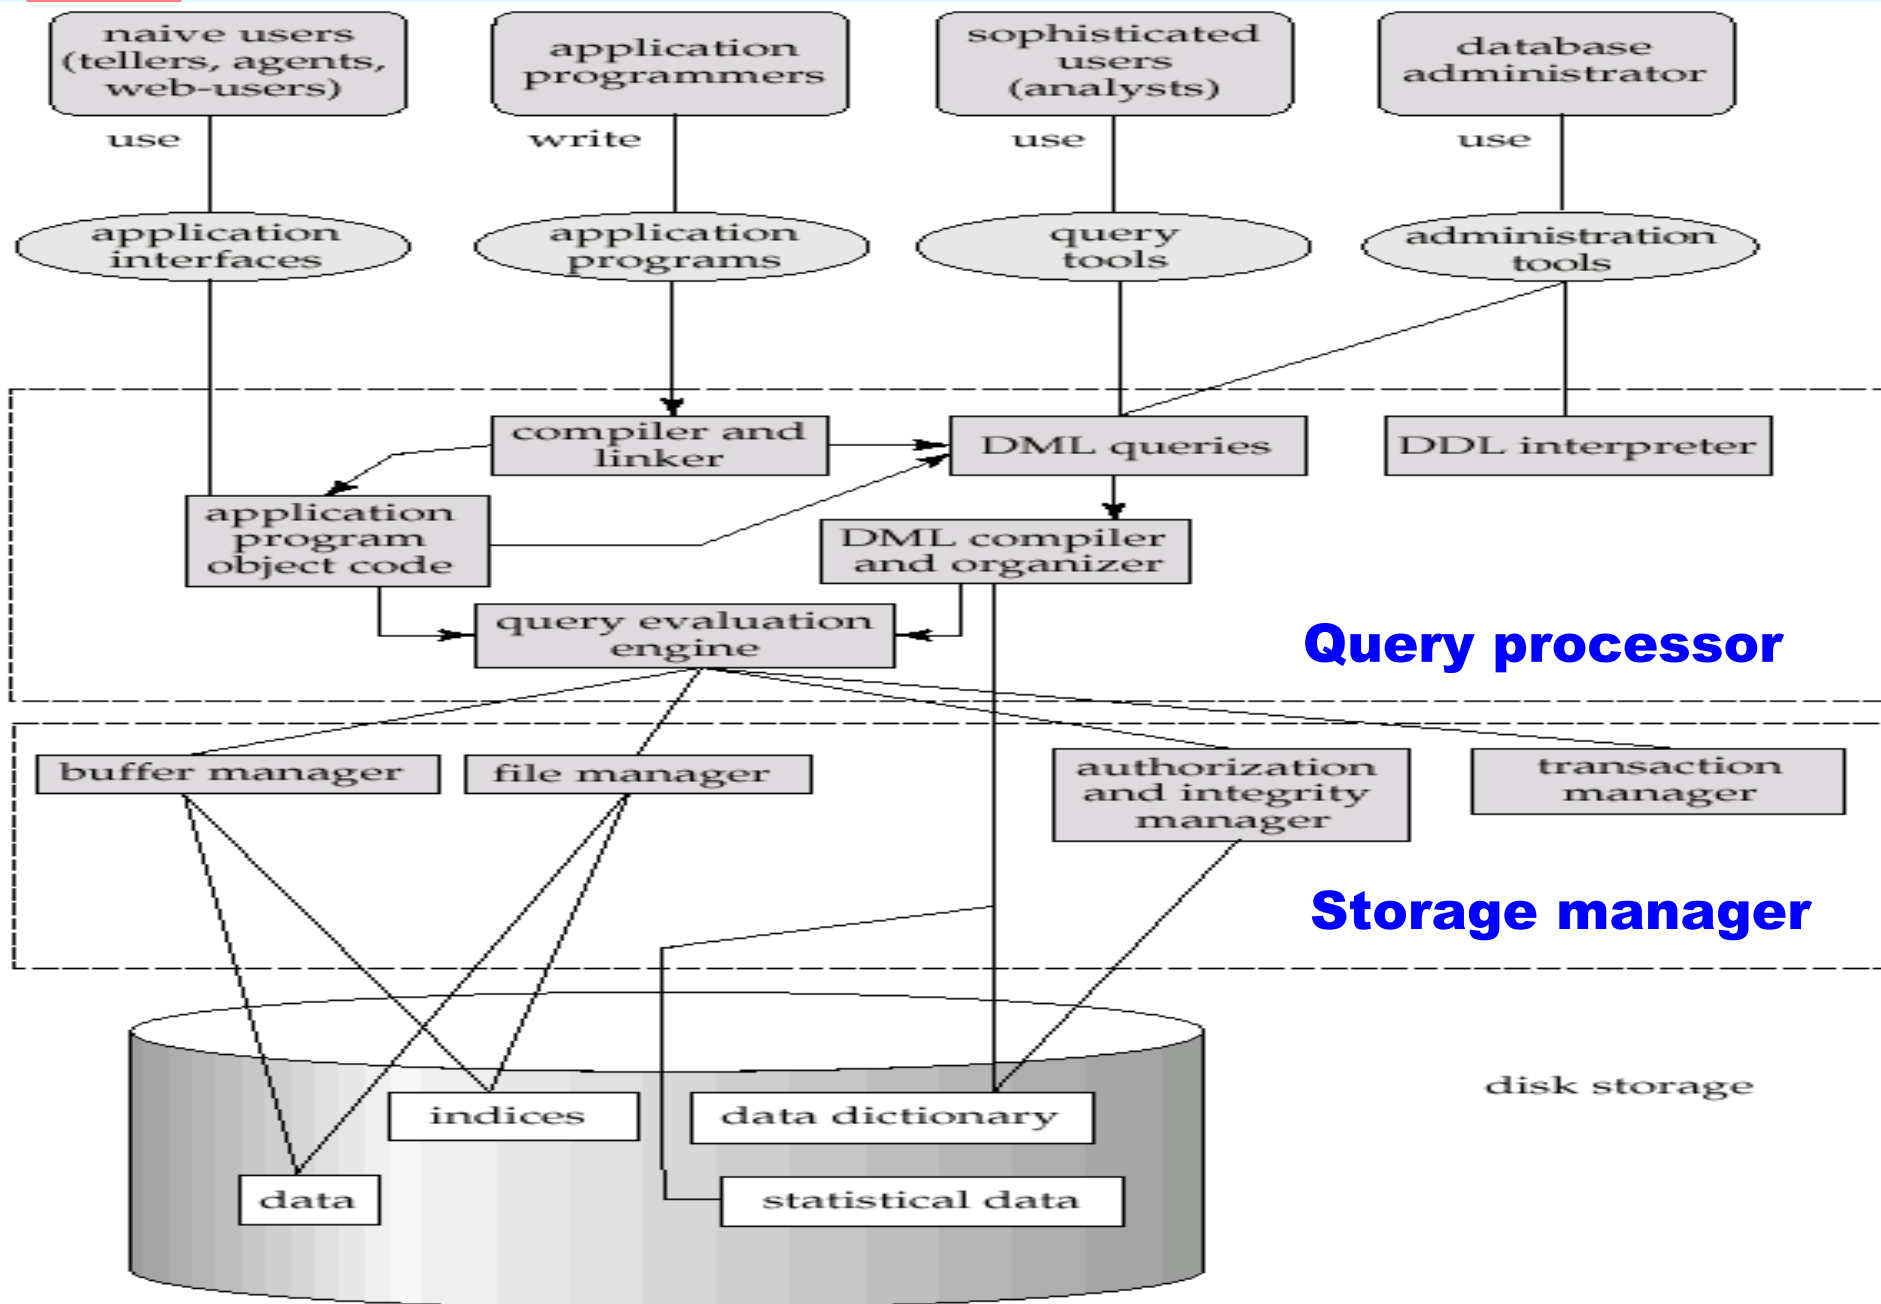 naive users
(tellers, agents,
web-users)
application
programmers
sophisticated
users
(analysts)
database
administrator
use
write
use
use
application
interfaces
application
programs
query
tools
administration
tools
compiler and
linker
DML queries
DDL interpreter
application
program
object code
DML compiler
and organizer
query evaluation
engine
Query processor
buffer manager
file manager
authorization
and integrity
manager
transaction
manager
Storage manager
disk storage
indices
data dictionary
data
statistical data